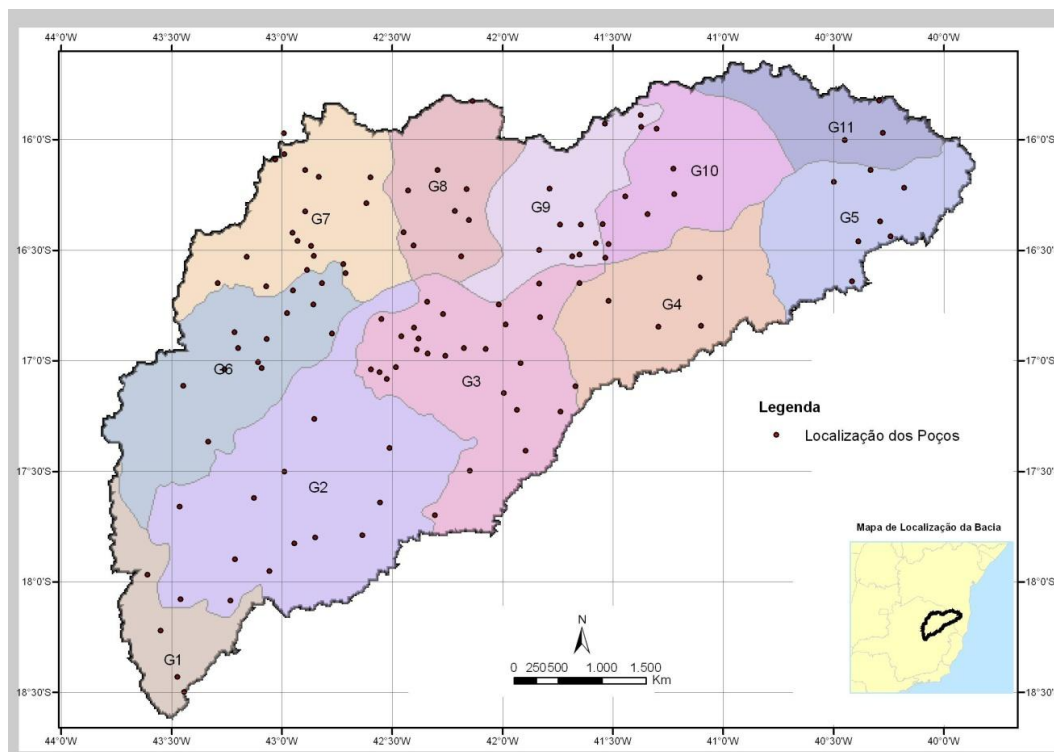 44°0'W 43°30'W 43°0'W 42°30'W 42°0'W 41°30'W 41°0'W 40°30'W 40°0'W
16°0'S 16°0'S
G11
G8
G10
G5
G9
G7
16°30'S 16°30'S
G4
17°0'S 17°0'S
G6
G3
Legenda
Localização dos Poços
17°30'S 17°30'S
G2
Mapa de Localização da Bacia
18°0'S 18°0'S
N
G1
0 250500 1.000 1.500
Km
18°30'S 18°30'S
44°0'W 43°30'W 43°0'W 42°30'W 42°0'W 41°30'W 41°0'W 40°30'W 40°0'W